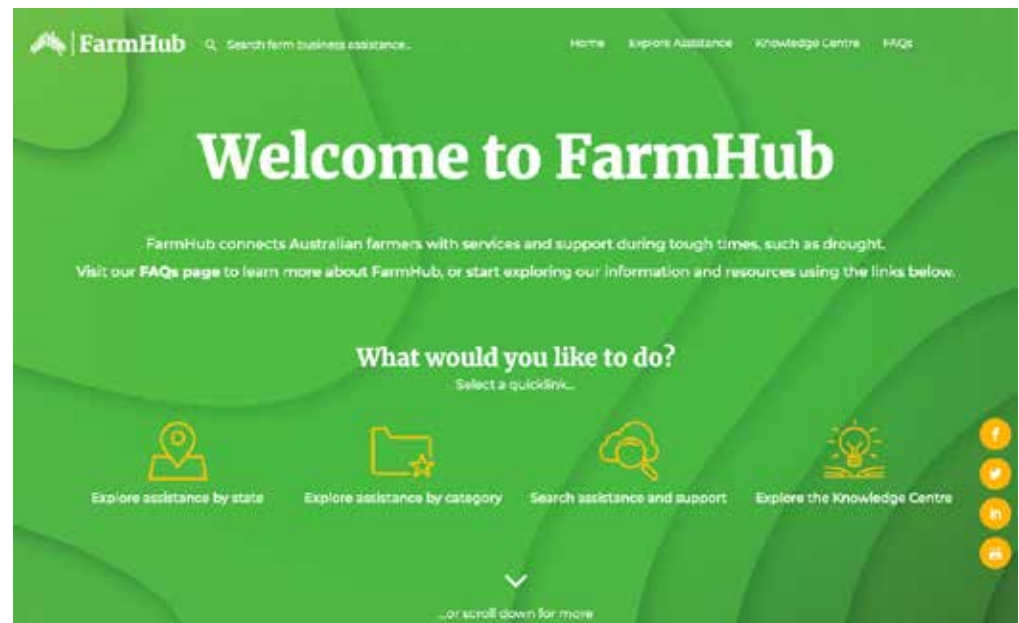 FarmHub
Search farm business assistance...
Home Explore Assistance Knowledge Centre FAQs
Welcome to FarmHub
FarmHub connects Australian farmers with services and support during tough times, such as drought.
Visit our FAQs page to learn more about FarmHub, or start exploring our information and resources using the links below.
What would you like to do?
Select a quicklink...
Explore assistance by state
Explore assistance by category
Search assistance and support
Explore the Knowledge Centre
f
in
...or scroll down for more